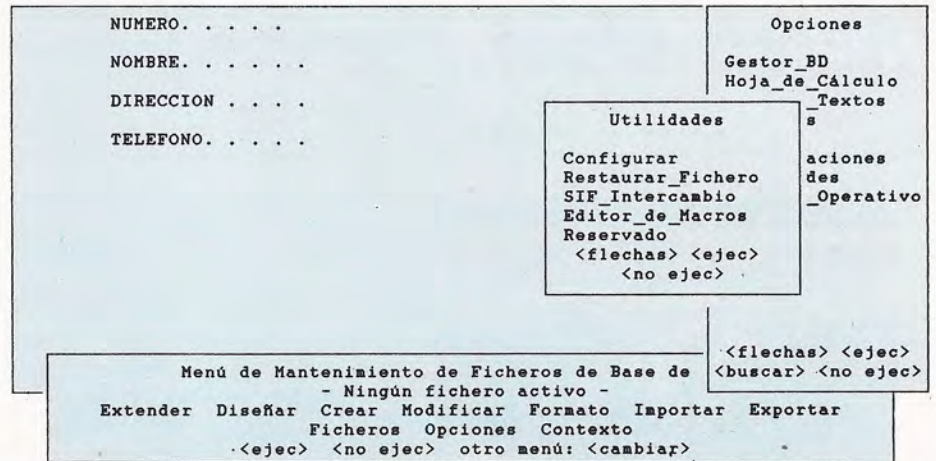 NUMERO. . . . .
NOMBRE. . . . . .
DIRECCION . . . .
TELEFONO. . . . .
Opciones
Gestor_BD
Hoja_de_Cálculo
_Textos
s
aciones
des
_Operativo
<flechas> <ejec>
<buscar> <no ejec>
Utilidades
Configurar
Restaurar_Fichero
SIF_Intercambio
Editor_de_Macros
Reservado
<flechas> <ejec>
<no ejec>
Menú de Mantenimiento de Ficheros de Base de
- Ningún fichero activo -
Extender Diseñar Crear Modificar Formato Importar Exportar
Ficheros Opciones Contexto
<ejec> <no ejec> otro menú: <cambiar>